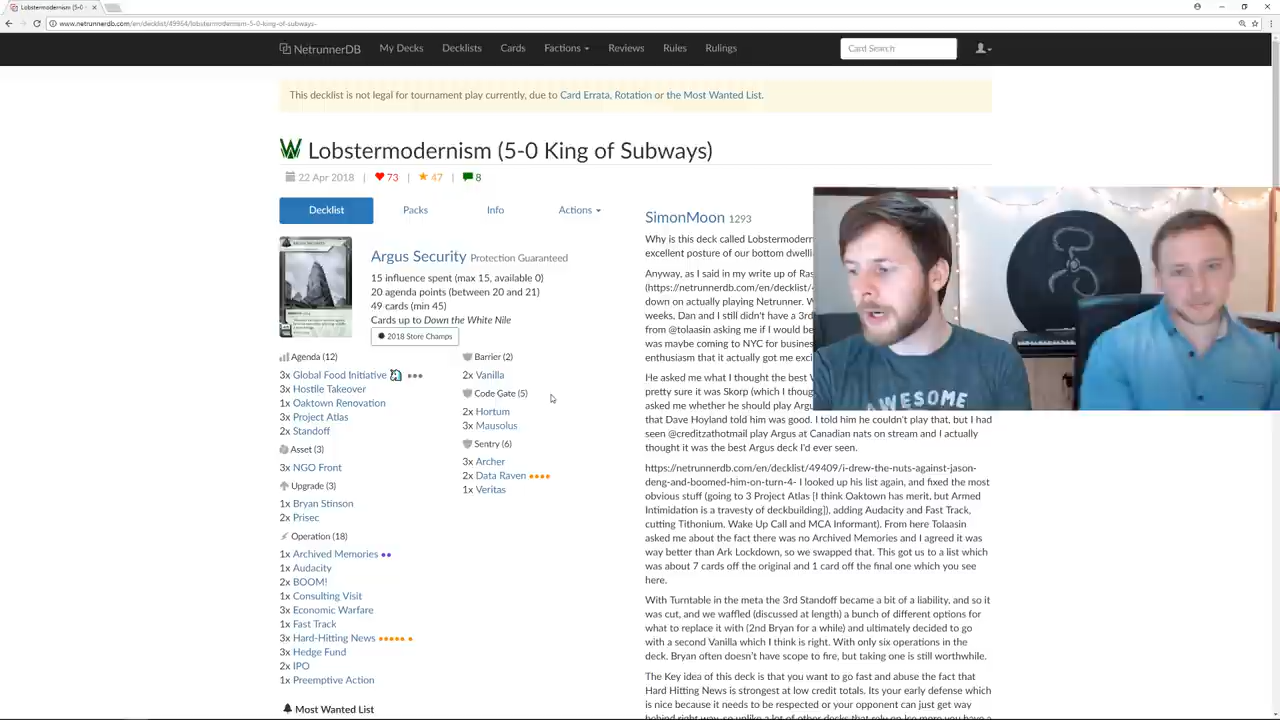 Lobstermodernism (5-0
www.netrunnerdb.com/en/decklist/49964/lobstermodernism-5-0-king-of-subways-
NetrunnerDB My Decks Decklists Cards Factions Reviews Rules Rulings Card Search
This decklist is not legal for tournament play currently, due to Card Errata, Rotation or the Most Wanted List.
Lobstermodernism (5-0 King of Subways)
22 Apr 2018 | 73 | 47 | 8
Decklist Packs Info Actions
Argus Security Protection Guaranteed
15 influence spent (max 15, available 0)
20 agenda points (between 20 and 21)
49 cards (min 45)
Cards up to Down the White Nile
2018 Store Champs
Agenda (12)
3x Global Food Initiative
3x Hostile Takeover
1x Oaktown Renovation
3x Project Atlas
2x Standoff
Asset (3)
3x NGO Front
Upgrade (3)
1x Bryan Stinson
2x Prisec
Operation (18)
1x Archived Memories
1x Audacity
2x BOOM!
1x Consulting Visit
3x Economic Warfare
1x Fast Track
3x Hard-Hitting News
3x Hedge Fund
2x IPO
1x Preemptive Action
Most Wanted List
Barrier (2)
2x Vanilla
Code Gate (5)
2x Hortum
3x Mausolus
Sentry (6)
3x Archer
2x Data Raven
1x Veritas
SimonMoon 1293
Why is this deck called Lobstermodern
excellent posture of our bottom dwelli
Anyway, as I said in my write up of Ras
(https://netrunnerdb.com/en/decklist/
down on actually playing Netrunner. W
weeks. Dan and I still didn't have a 3rd
from @tolaasin asking me if I would be
was maybe coming to NYC for busines
enthusiasm that it actually got me exci
He asked me what I thought the best
pretty sure it was Skorp (which I thoug
asked me whether he should play Argu
that Dave Hoyland told him was good. I told him he couldn't play that, but I had
seen @creditzathotmail play Argus at Canadian nats on stream and I actually
thought it was the best Argus deck I'd ever seen.
https://netrunnerdb.com/en/decklist/49409/i-drew-the-nuts-against-jason-
deng-and-boomed-him-on-turn-4- I looked up his list again, and fixed the most
obvious stuff (going to 3 Project Atlas [I think Oaktown has merit, but Armed
Intimidation is a travesty of deckbuilding]), adding Audacity and Fast Track,
cutting Tithonium. Wake Up Call and MCA Informant). From here Tolaasin
asked me about the fact there was no Archived Memories and I agreed it was
way better than Ark Lockdown, so we swapped that. This got us to a list which
was about 7 cards off the original and 1 card off the final one which you see
here.
With Turntable in the meta the 3rd Standoff became a bit of a liability, and so it
was cut, and we waffled (discussed at length) a bunch of different options for
what to replace it with (2nd Bryan for a while) and ultimately decided to go
with a second Vanilla which I think is right. With only six operations in the
deck, Bryan often doesn't have scope to fire, but taking one is still worthwhile.
The Key idea of this deck is that you want to go fast and abuse the fact that
Hard Hitting News is strongest at low credit totals. Its your early defense which
is nice because it needs to be respected or your opponent can just get way
AWESOME